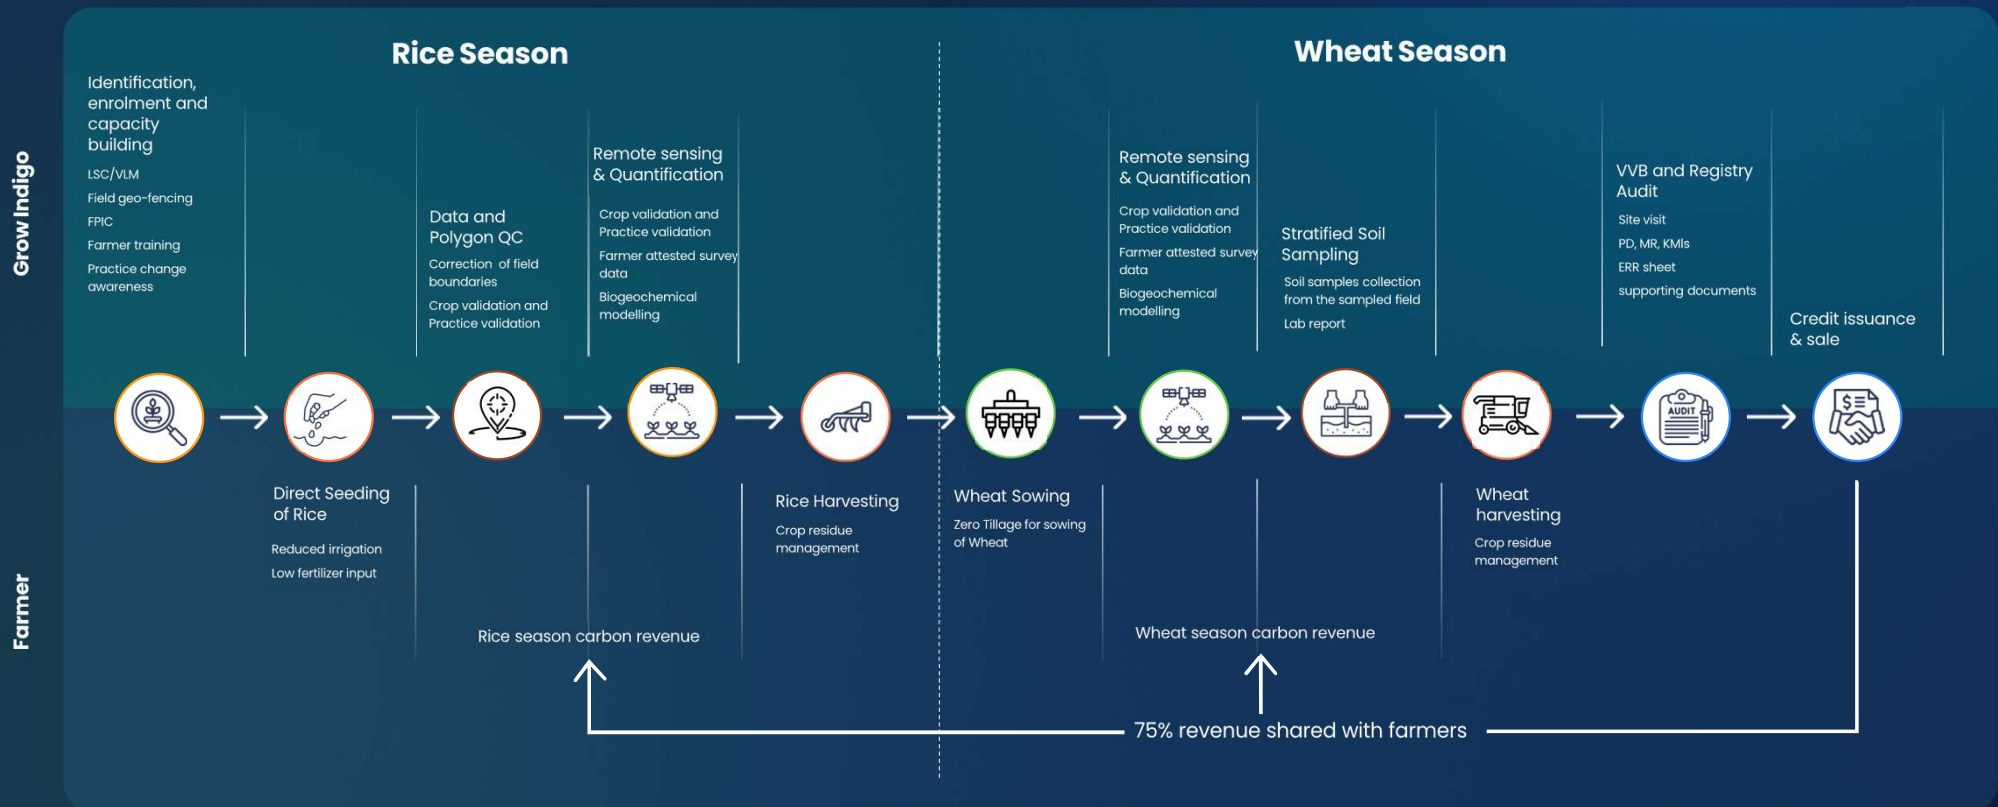 Rice Season
Wheat Season
Grow Indigo
Farmer
Identification,
enrolment and
capacity
building
LSC/VLM
Field geo-fencing
FPIC
Farmer training
Practice change
awareness
Direct Seeding
of Rice
Reduced irrigation
Low fertilizer input
Data and
Polygon QC
Correction of field
boundaries
Crop validation and
Practice validation
Remote sensing
& Quantification
Crop validation and
Practice validation
Farmer attested survey
data
Biogeochemical
modelling
Rice Harvesting
Crop residue
management
Wheat Sowing
Zero Tillage for sowing
of Wheat
Remote sensing
& Quantification
Crop validation and
Practice validation
Farmer attested survey
data
Biogeochemical
modelling
Stratified Soil
Sampling
Soil samples collection
from the sampled field
Lab report
Wheat
harvesting
Crop residue
management
VVB and Registry
Audit
Site visit
PD, MR, KMls
ERR sheet
supporting documents
AUDIT
Credit issuance
& sale
$
Rice season carbon revenue
Wheat season carbon revenue
75% revenue shared with farmers